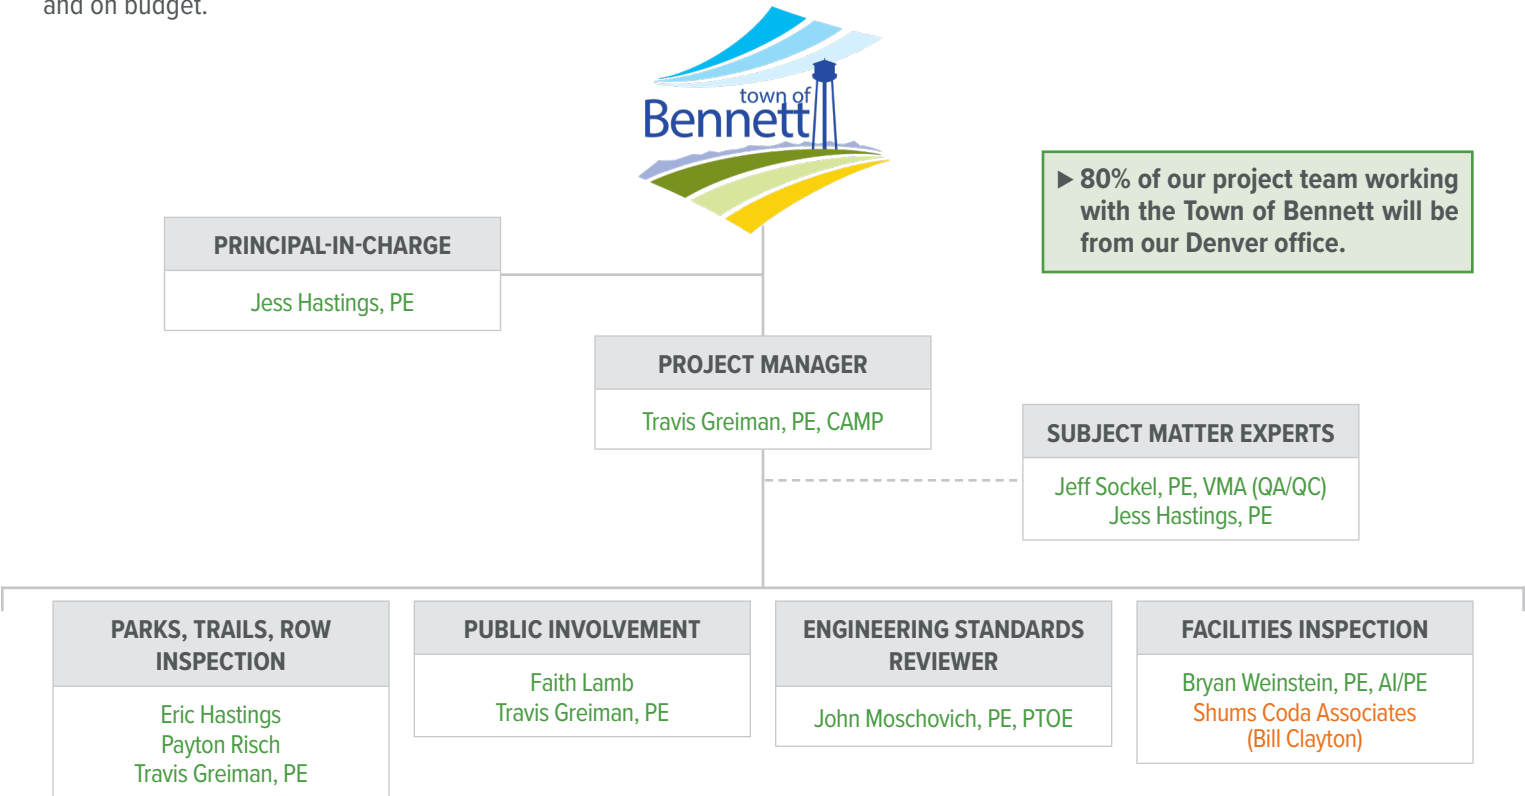 and on budget.
town of
Bennett
▶ 80% of our project team working
with the Town of Bennett will be
from our Denver office.
PRINCIPAL-IN-CHARGE
Jess Hastings, PE
PROJECT MANAGER
Travis Greiman, PE, CAMP
SUBJECT MATTER EXPERTS
Jeff Sockel, PE, VMA (QA/QC)
Jess Hastings, PE
PARKS, TRAILS, ROW
INSPECTION
Eric Hastings
Payton Risch
Travis Greiman, PE
PUBLIC INVOLVEMENT
Faith Lamb
Travis Greiman, PE
ENGINEERING STANDARDS
REVIEWER
John Moschovich, PE, PTOE
FACILITIES INSPECTION
Bryan Weinstein, PE, AI/PE
Shums Coda Associates
(Bill Clayton)